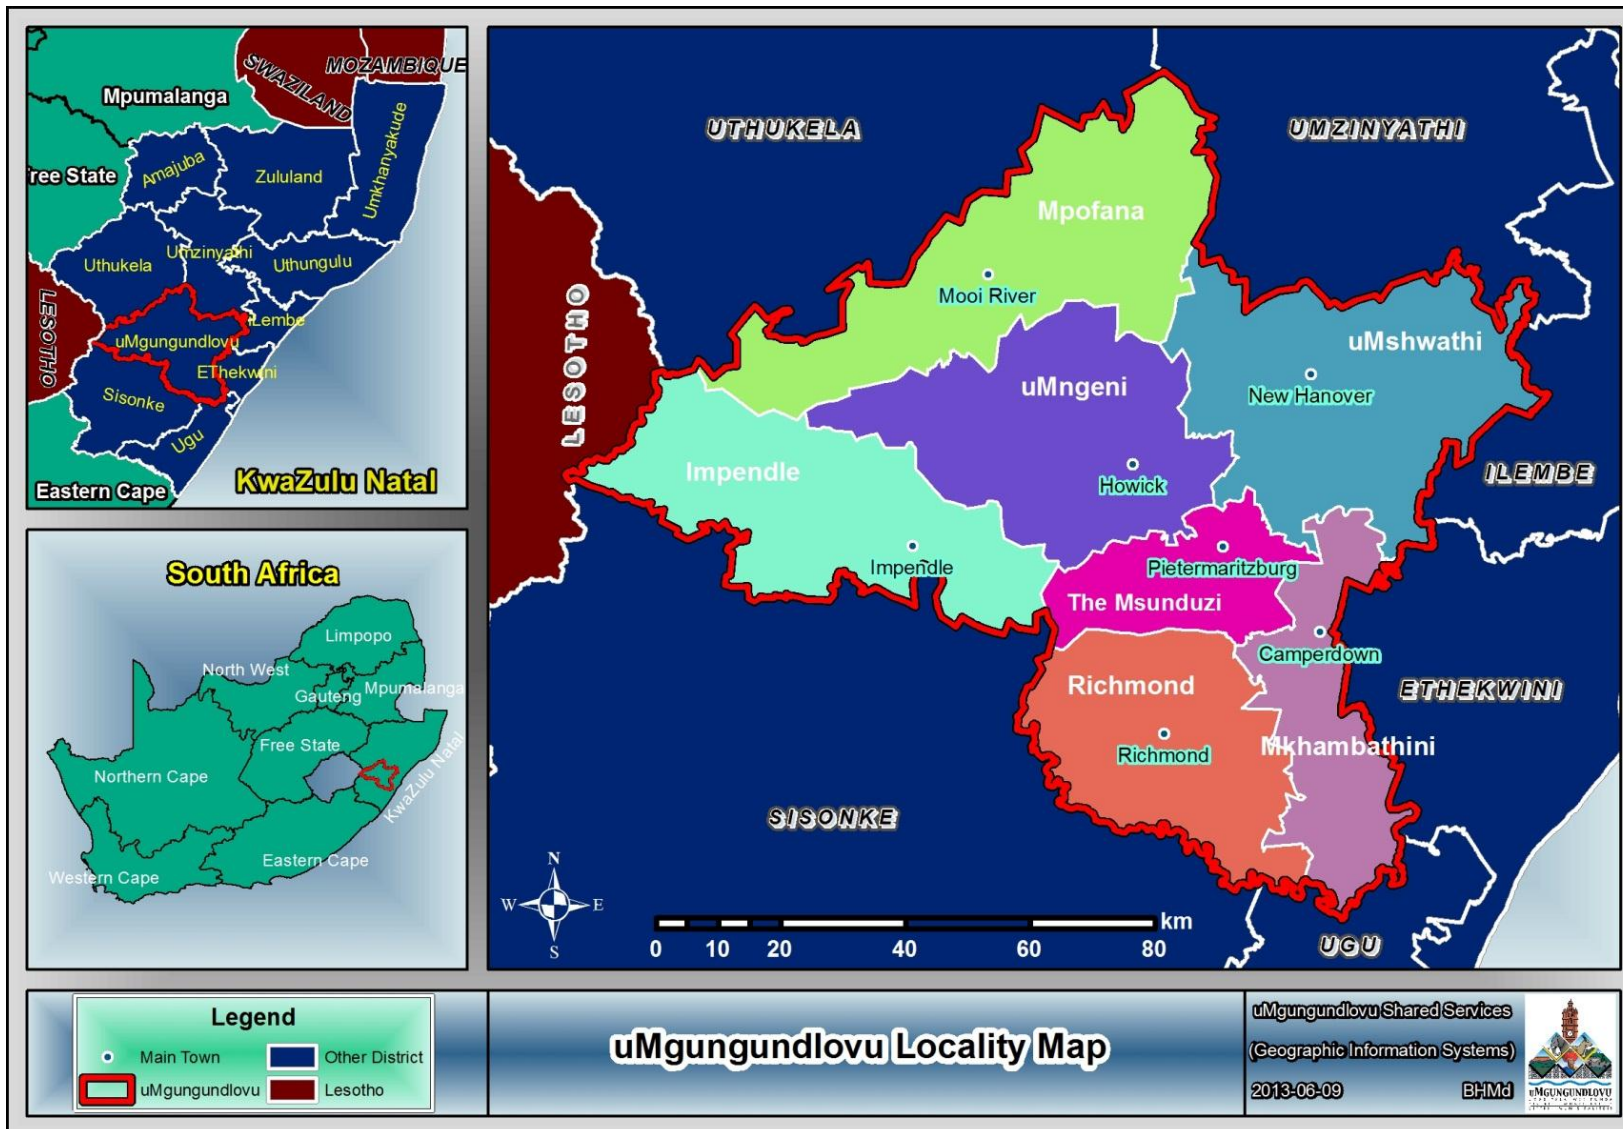 SWAZILAND
MOZAMBIQUE
Mpumalanga
ree State
Amajuba
Zululand
Umkhanyakude
Uthukela
Umzinyathi
Uthungulu
LESOTHO
uMgungundlovu
iLembe
EThekwini
Sisonke
Ugu
Eastern Cape
KwaZulu Natal
South Africa
Limpopo
North West
Gauteng
Mpumalanga
Free State
Northern Cape
KwaZulu Natal
Eastern Cape
Western Cape
UTHUKELA
UMZINYATHI
LESOTHO
Mpofana
Mooi River
uMshwathi
New Hanover
uMngeni
Howick
Impendle
Impendle
ILEMBE
Pietermaritzburg
The Msunduzi
Camperdown
Richmond
Richmond
Mkhambathini
ETHEKWINI
SISONKE
UGU
N
W
E
S
km
0 10 20 40 60 80
Legend
Main Town
Other District
uMgungundlovu
Lesotho
uMgungundlovu Locality Map
uMgungundlovu Shared Services
(Geographic Information Systems)
2013-06-09 BHMd
UMGUNGUNDLOVU